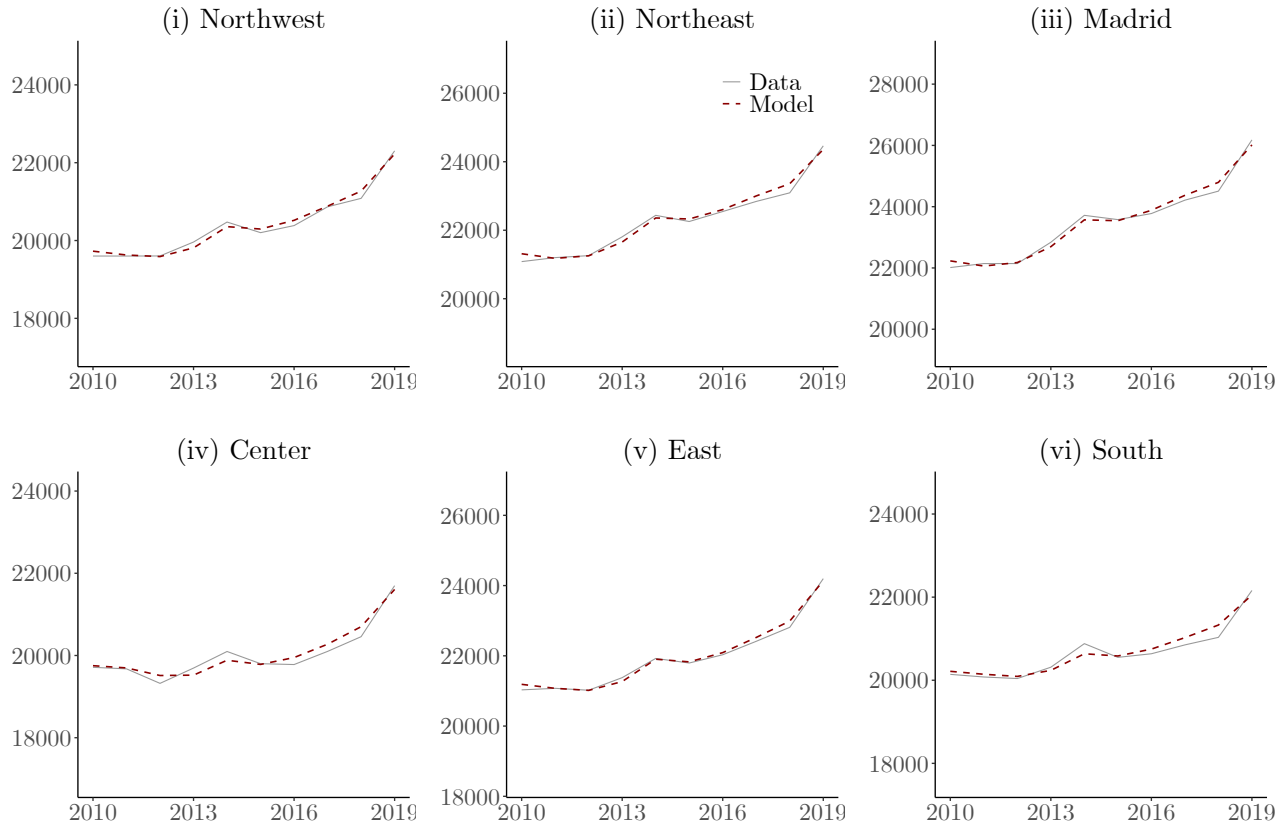 (i) Northwest
24000
22000
20000
18000
2010 2013 2016 2019
(ii) Northeast
Data
Model
26000
24000
22000
20000
2010 2013 2016 2019
(iii) Madrid
28000
26000
24000
22000
20000
2010 2013 2016 2019
(iv) Center
24000
22000
20000
18000
2010 2013 2016 2019
(v) East
26000
24000
22000
20000
18000
2010 2013 2016 2019
(vi) South
24000
22000
20000
18000
2010 2013 2016 2019